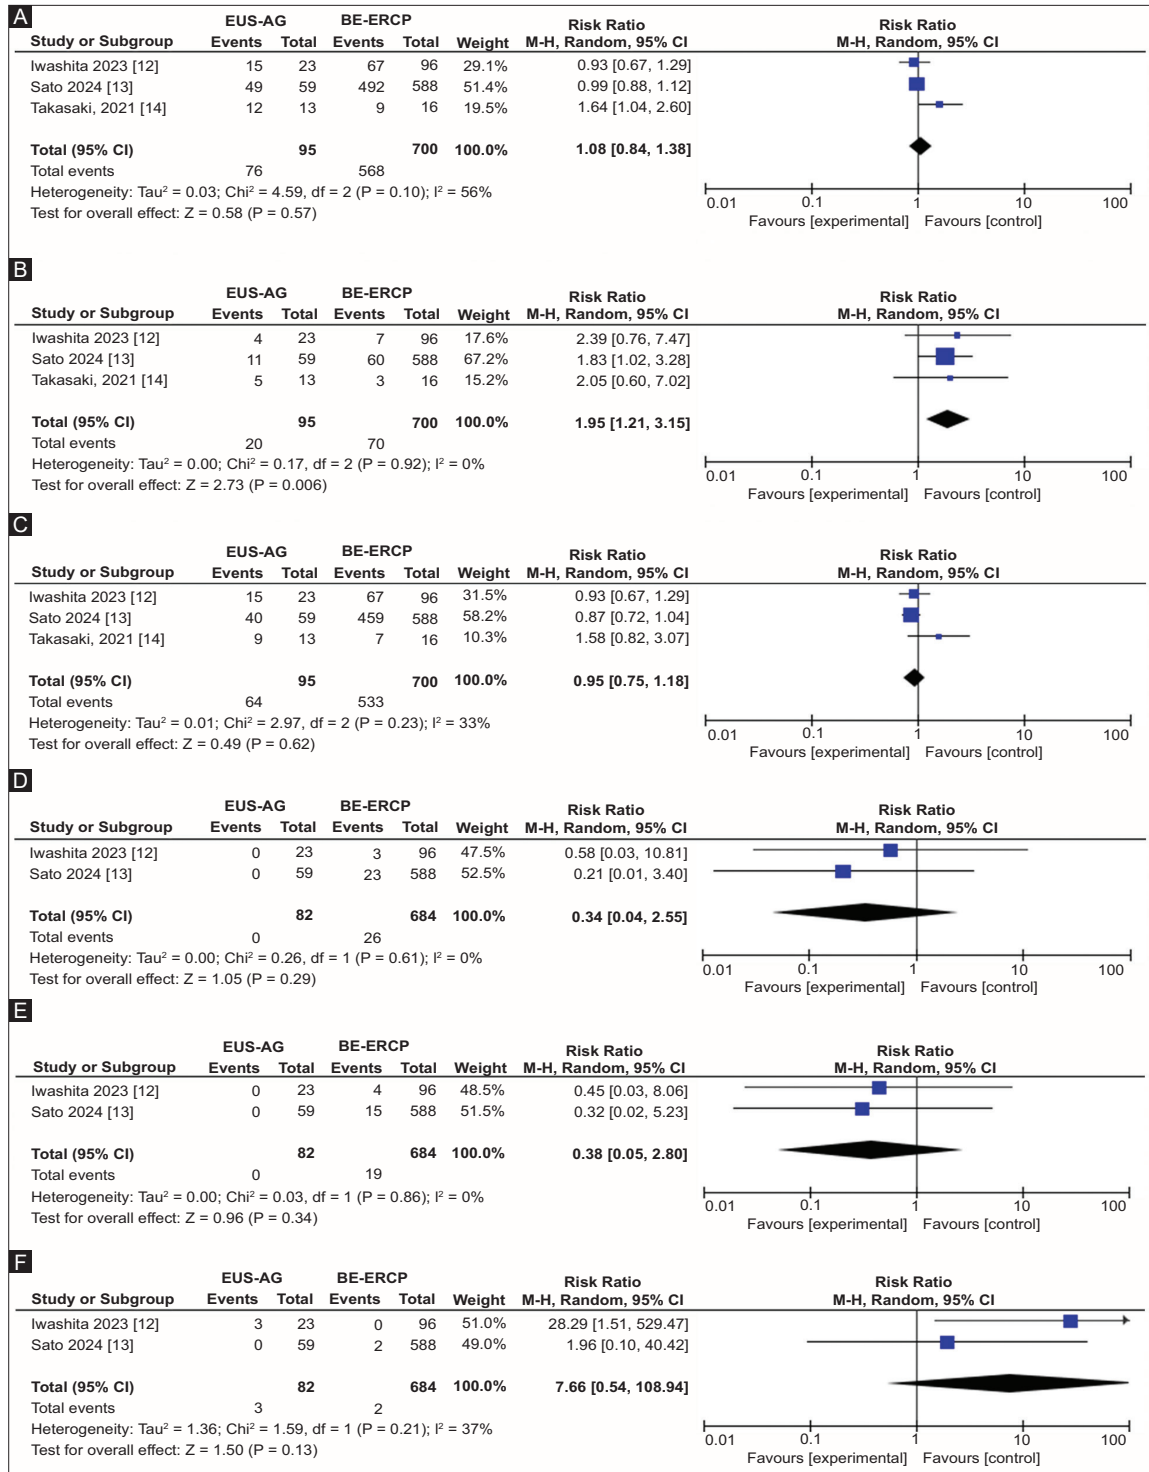 A
EUS-AG BE-ERCP Risk Ratio Risk Ratio
Study or Subgroup Events Total Events Total Weight M-H, Random, 95% CI M-H, Random, 95% CI
Iwashita 2023 [12] 15 23 67 96 29.1% 0.93 [0.67, 1.29]
Sato 2024 [13] 49 59 492 588 51.4% 0.99 [0.88, 1.12]
Takasaki, 2021 [14] 12 13 9 16 19.5% 1.64 [1.04, 2.60]
Total (95% CI) 95 700 100.0% 1.08 [0.84, 1.38]
Total events 76 568
Heterogeneity: Tau² = 0.03; Chi² = 4.59, df = 2 (P = 0.10); I² = 56%
Test for overall effect: Z = 0.58 (P = 0.57)
0.01 0.1 1 10 100
Favours [experimental] Favours [control]
B
EUS-AG BE-ERCP Risk Ratio Risk Ratio
Study or Subgroup Events Total Events Total Weight M-H, Random, 95% CI M-H, Random, 95% CI
Iwashita 2023 [12] 4 23 7 96 17.6% 2.39 [0.76, 7.47]
Sato 2024 [13] 11 59 60 588 67.2% 1.83 [1.02, 3.28]
Takasaki, 2021 [14] 5 13 3 16 15.2% 2.05 [0.60, 7.02]
Total (95% CI) 95 700 100.0% 1.95 [1.21, 3.15]
Total events 20 70
Heterogeneity: Tau² = 0.00; Chi² = 0.17, df = 2 (P = 0.92); I² = 0%
Test for overall effect: Z = 2.73 (P = 0.006)
0.01 0.1 1 10 100
Favours [experimental] Favours [control]
C
EUS-AG BE-ERCP Risk Ratio Risk Ratio
Study or Subgroup Events Total Events Total Weight M-H, Random, 95% CI M-H, Random, 95% CI
Iwashita 2023 [12] 15 23 67 96 31.5% 0.93 [0.67, 1.29]
Sato 2024 [13] 40 59 459 588 58.2% 0.87 [0.72, 1.04]
Takasaki, 2021 [14] 9 13 7 16 10.3% 1.58 [0.82, 3.07]
Total (95% CI) 95 700 100.0% 0.95 [0.75, 1.18]
Total events 64 533
Heterogeneity: Tau² = 0.01; Chi² = 2.97, df = 2 (P = 0.23); I² = 33%
Test for overall effect: Z = 0.49 (P = 0.62)
0.01 0.1 1 10 100
Favours [experimental] Favours [control]
D
EUS-AG BE-ERCP Risk Ratio Risk Ratio
Study or Subgroup Events Total Events Total Weight M-H, Random, 95% CI M-H, Random, 95% CI
Iwashita 2023 [12] 0 23 3 96 47.5% 0.58 [0.03, 10.81]
Sato 2024 [13] 0 59 23 588 52.5% 0.21 [0.01, 3.40]
Total (95% CI) 82 684 100.0% 0.34 [0.04, 2.55]
Total events 0 26
Heterogeneity: Tau² = 0.00; Chi² = 0.26, df = 1 (P = 0.61); I² = 0%
Test for overall effect: Z = 1.05 (P = 0.29)
0.01 0.1 1 10 100
Favours [experimental] Favours [control]
E
EUS-AG BE-ERCP Risk Ratio Risk Ratio
Study or Subgroup Events Total Events Total Weight M-H, Random, 95% CI M-H, Random, 95% CI
Iwashita 2023 [12] 0 23 4 96 48.5% 0.45 [0.03, 8.06]
Sato 2024 [13] 0 59 15 588 51.5% 0.32 [0.02, 5.23]
Total (95% CI) 82 684 100.0% 0.38 [0.05, 2.80]
Total events 0 19
Heterogeneity: Tau² = 0.00; Chi² = 0.03, df = 1 (P = 0.86); I² = 0%
Test for overall effect: Z = 0.96 (P = 0.34)
0.01 0.1 1 10 100
Favours [experimental] Favours [control]
F
EUS-AG BE-ERCP Risk Ratio Risk Ratio
Study or Subgroup Events Total Events Total Weight M-H, Random, 95% CI M-H, Random, 95% CI
Iwashita 2023 [12] 3 23 0 96 51.0% 28.29 [1.51, 529.47]
Sato 2024 [13] 0 59 2 588 49.0% 1.96 [0.10, 40.42]
Total (95% CI) 82 684 100.0% 7.66 [0.54, 108.94]
Total events 3 2
Heterogeneity: Tau² = 1.36; Chi² = 1.59, df = 1 (P = 0.21); I² = 37%
Test for overall effect: Z = 1.50 (P = 0.13)
0.01 0.1 1 10 100
Favours [experimental] Favours [control]